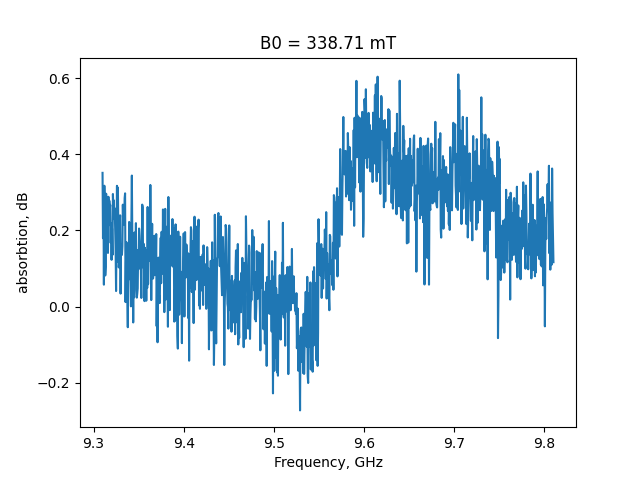 B0 = 338.71 mT
0.6
0.4
0.2
0.0
−0.2
absorbtion, dB
9.3 9.4 9.5 9.6 9.7 9.8
Frequency, GHz